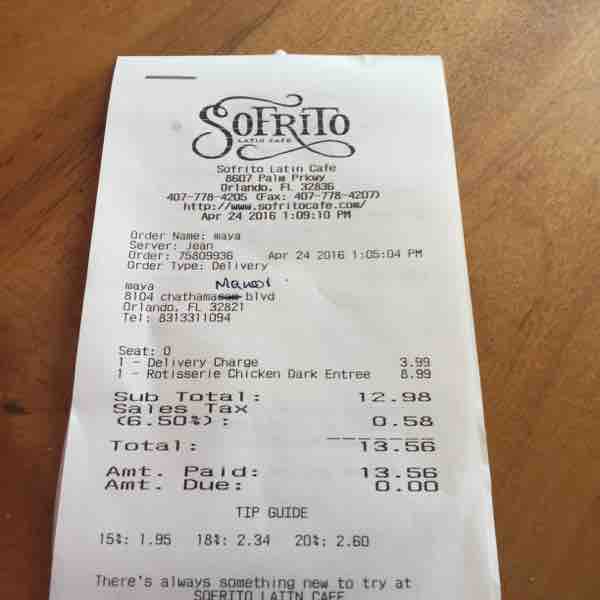 SOFRITO
LATIN CAFE
Sofrito Latin Cafe
8607 Palm Prkwy
Orlando, FL 32836
407-778-4205 (Fax: 407-778-4207)
http://www.sofritocafe.com/
Apr 24 2016 1:09:10 PM
Order Name: maya
Server: Jean
Order: 75809936 Apr 24 2016 1:05:04 PM
Order Type: Delivery
maya
8104 chathama blvd
Orlando, FL 32821
Tel: 8313311094
Seat: 0
1 - Delivery Charge 3.99
1 - Rotisserie Chicken Dark Entree 8.99
Sub Total: 12.98
Sales Tax
(6.50%): 0.58
Total: 13.56
Amt. Paid: 13.56
Amt. Due: 0.00
TIP GUIDE
15%: 1.95 18%: 2.34 20%: 2.60
There's always something new to try at
SOFRITO LATIN CAFE